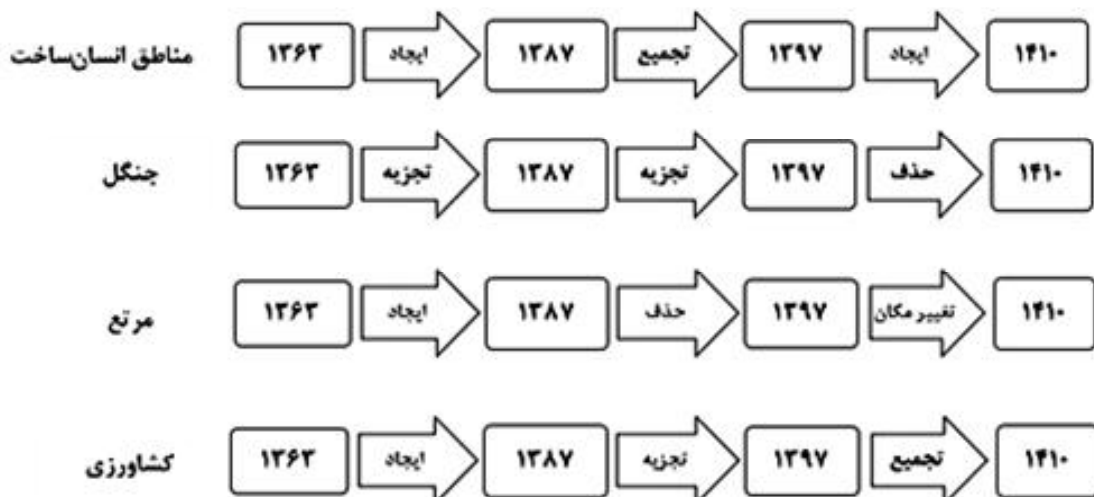 مناطق انسان‌ساخت ۱۳۶۳ ایجاد ۱۳۸۷ تجمیع ۱۳۹۷ ایجاد ۱۴۱۰
جنگل ۱۳۶۳ تجزیه ۱۳۸۷ تجزیه ۱۳۹۷ حذف ۱۴۱۰
مرتع ۱۳۶۳ ایجاد ۱۳۸۷ حذف ۱۳۹۷ تغییر مکان ۱۴۱۰
کشاورزی ۱۳۶۳ ایجاد ۱۳۸۷ تجزیه ۱۳۹۷ تجمیع ۱۴۱۰